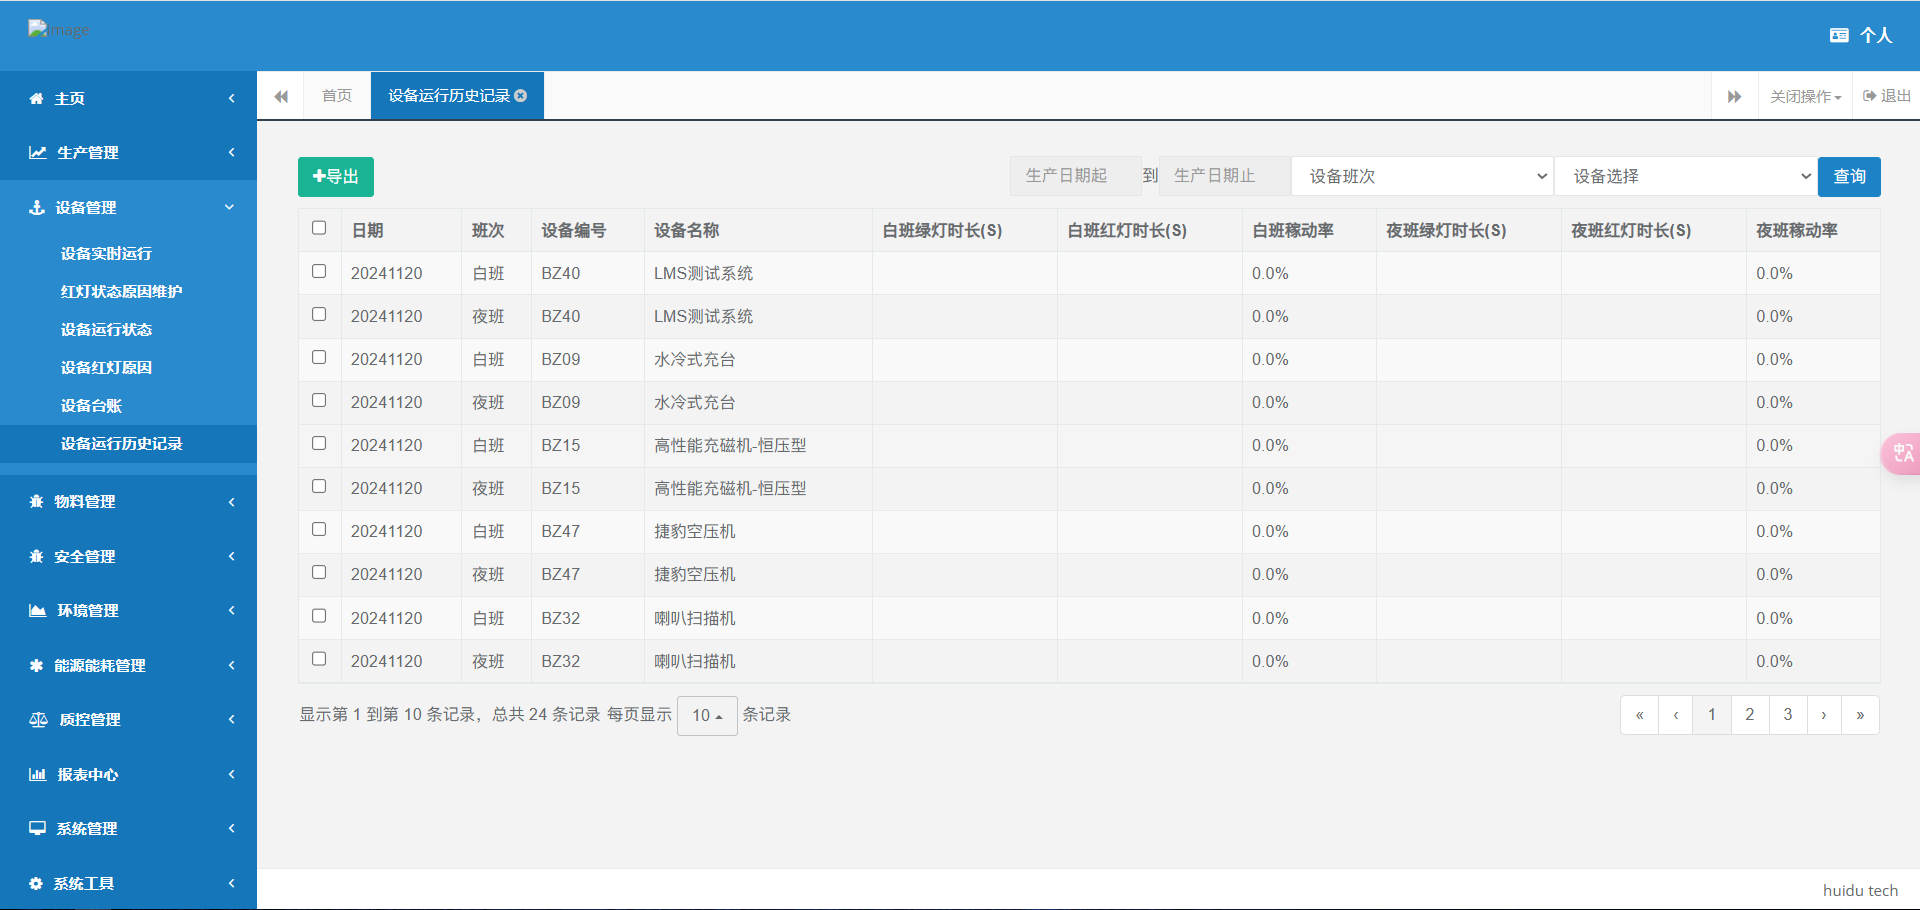 Image
个人
主页
生产管理
设备管理
设备实时运行
红灯状态原因维护
设备运行状态
设备红灯原因
设备台账
设备运行历史记录
物料管理
安全管理
环境管理
能源能耗管理
质控管理
报表中心
系统管理
系统工具
首页 设备运行历史记录 关闭操作 退出
导出 生产日期起 到 生产日期止 设备班次 设备选择 查询
日期 班次 设备编号 设备名称 白班绿灯时长(S) 白班红灯时长(S) 白班稼动率 夜班绿灯时长(S) 夜班红灯时长(S) 夜班稼动率
20241120 白班 BZ40 LMS测试系统 0.0% 0.0%
20241120 夜班 BZ40 LMS测试系统 0.0% 0.0%
20241120 白班 BZ09 水冷式充台 0.0% 0.0%
20241120 夜班 BZ09 水冷式充台 0.0% 0.0%
20241120 白班 BZ15 高性能充磁机-恒压型 0.0% 0.0%
20241120 夜班 BZ15 高性能充磁机-恒压型 0.0% 0.0%
20241120 白班 BZ47 捷豹空压机 0.0% 0.0%
20241120 夜班 BZ47 捷豹空压机 0.0% 0.0%
20241120 白班 BZ32 喇叭扫描机 0.0% 0.0%
20241120 夜班 BZ32 喇叭扫描机 0.0% 0.0%
显示第 1 到第 10 条记录，总共 24 条记录 每页显示 10 条记录 « ‹ 1 2 3 › »
中A
huidu tech